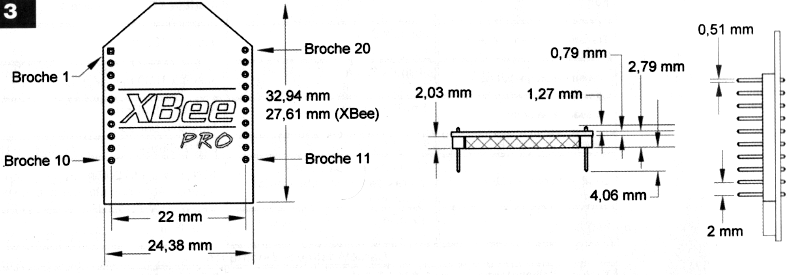 3
Broche 1
Broche 20
XBee
PRO
32,94 mm
27,61 mm (XBee)
Broche 10
Broche 11
22 mm
24,38 mm
2,03 mm
0,79 mm
1,27 mm
2,79 mm
4,06 mm
0,51 mm
2 mm